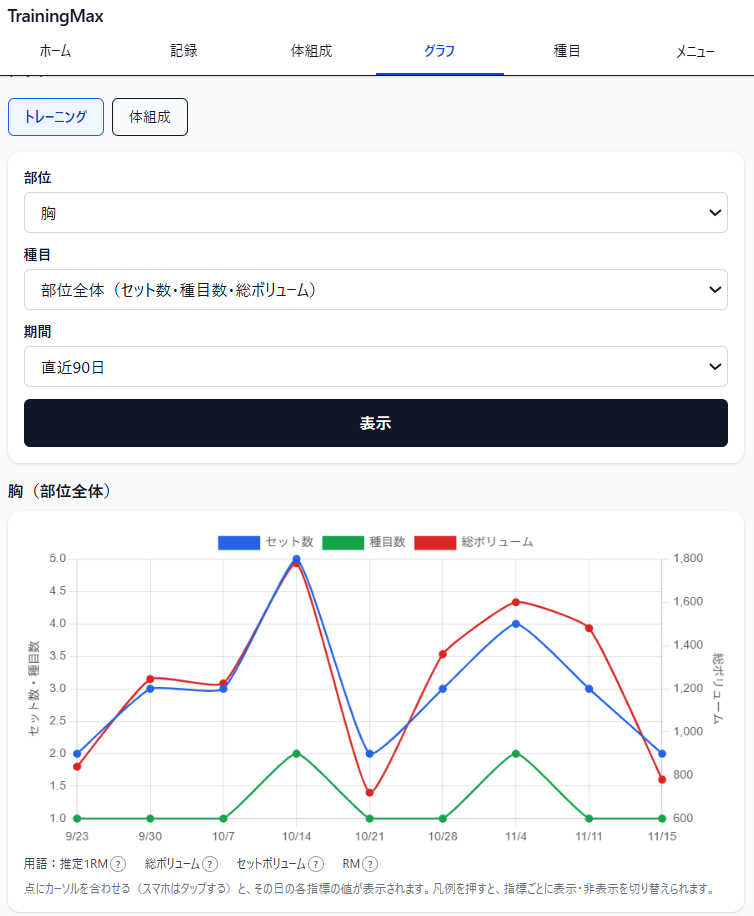 TrainingMax
ホーム 記録 体組成 グラフ 種目 メニュー
トレーニング 体組成
部位
胸
種目
部位全体（セット数・種目数・総ボリューム）
期間
直近90日
表示
胸（部位全体）
セット数 種目数 総ボリューム
セット数・種目数
5.0
4.5
4.0
3.5
3.0
2.5
2.0
1.5
1.0
1,800
1,600
1,400
1,200
1,000
800
600
総ボリューム
9/23 9/30 10/7 10/14 10/21 10/28 11/4 11/11 11/15
用語：推定1RM ? 総ボリューム ? セットボリューム ? RM ?
点にカーソルを合わせる（スマホはタップする）と、その日の各指標の値が表示されます。凡例を押すと、指標ごとに表示・非表示を切り替えられます。